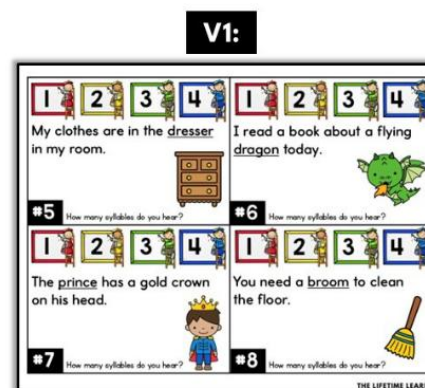 V1:
1 2 3 4
My clothes are in the dresser
in my room.
#5 How many syllables do you hear?
1 2 3 4
I read a book about a flying
dragon today.
#6 How many syllables do you hear?
1 2 3 4
The prince has a gold crown
on his head.
#7 How many syllables do you hear?
1 2 3 4
You need a broom to clean
the floor.
#8 How many syllables do you hear?
THE LIFETIME LEAR